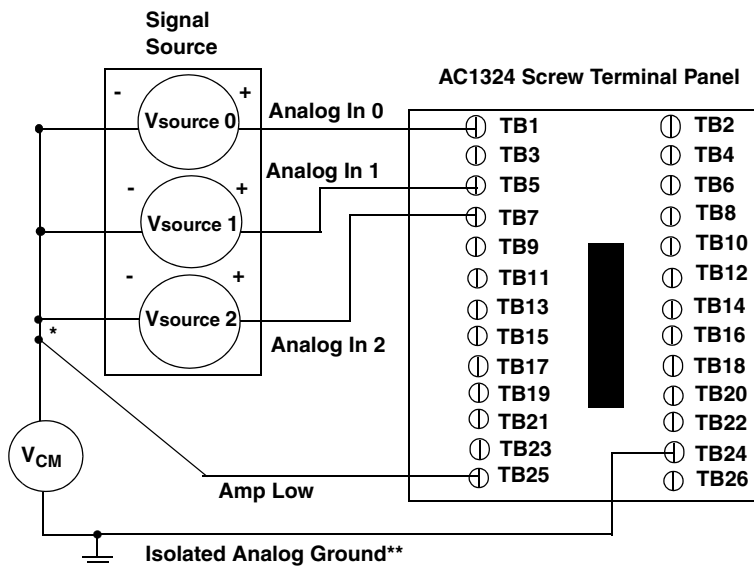 Signal
Source
AC1324 Screw Terminal Panel
- Vsource 0 +
Analog In 0
- Vsource 1 +
Analog In 1
- Vsource 2 +
Analog In 2
*
VCM
Amp Low
Isolated Analog Ground**
TB1 TB2
TB3 TB4
TB5 TB6
TB7 TB8
TB9 TB10
TB11 TB12
TB13 TB14
TB15 TB16
TB17 TB18
TB19 TB20
TB21 TB22
TB23 TB24
TB25 TB26